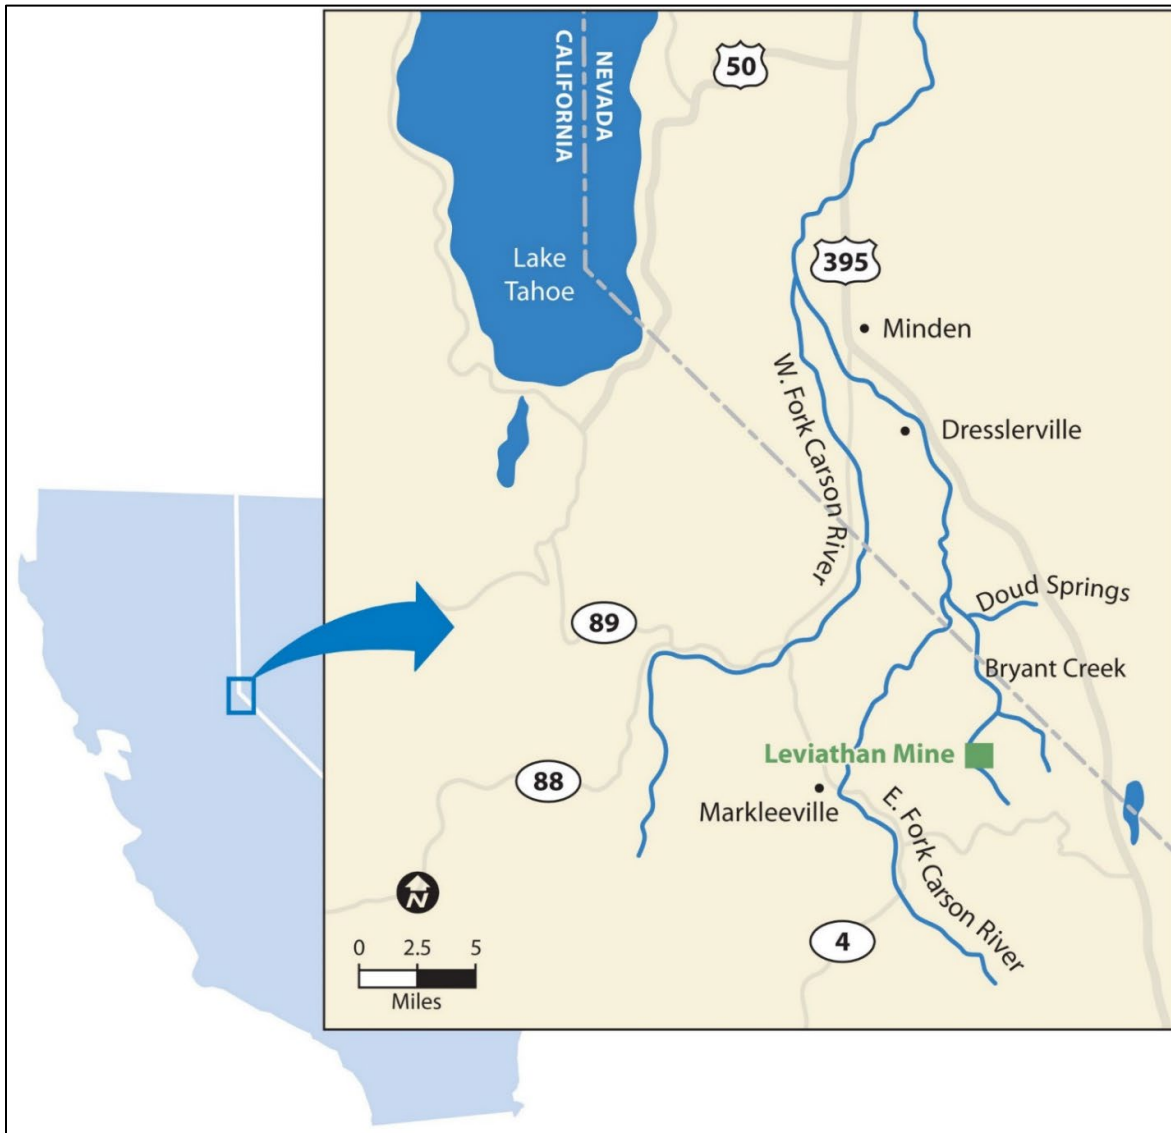 50
NEVADA
CALIFORNIA
Lake
Tahoe
395
Minden
W. Fork Carson River
Dresslerville
Doud Springs
89
Bryant Creek
Leviathan Mine
88
Markleeville
E. Fork Carson River
N
4
0 2.5 5
Miles